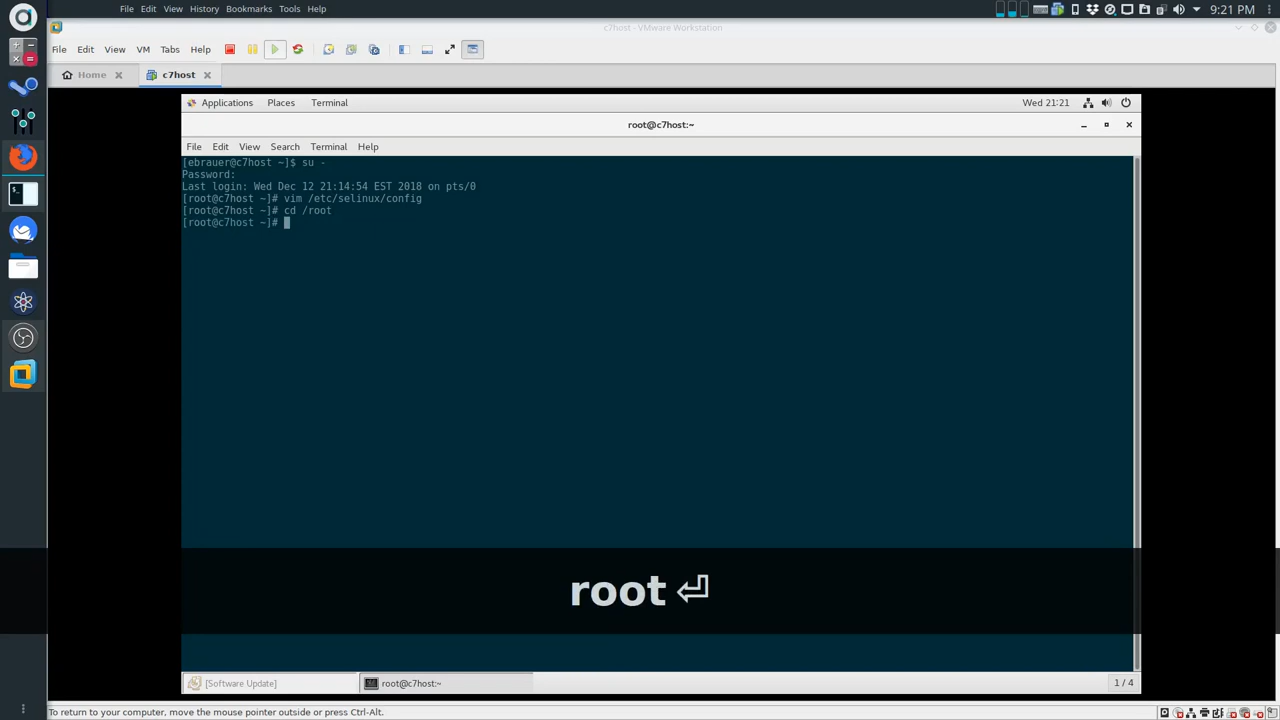 File Edit View History Bookmarks Tools Help
9:21 PM
c7host - VMware Workstation
File Edit View VM Tabs Help
Home c7host
Applications Places Terminal
Wed 21:21
root@c7host:~
File Edit View Search Terminal Help
[ebrauer@c7host ~]$ su -
Password:
Last login: Wed Dec 12 21:14:54 EST 2018 on pts/0
[root@c7host ~]# vim /etc/selinux/config
[root@c7host ~]# cd /root
[root@c7host ~]#
root ⏎
[Software Update] root@c7host:~ 1 / 4
To return to your computer, move the mouse pointer outside or press Ctrl-Alt.